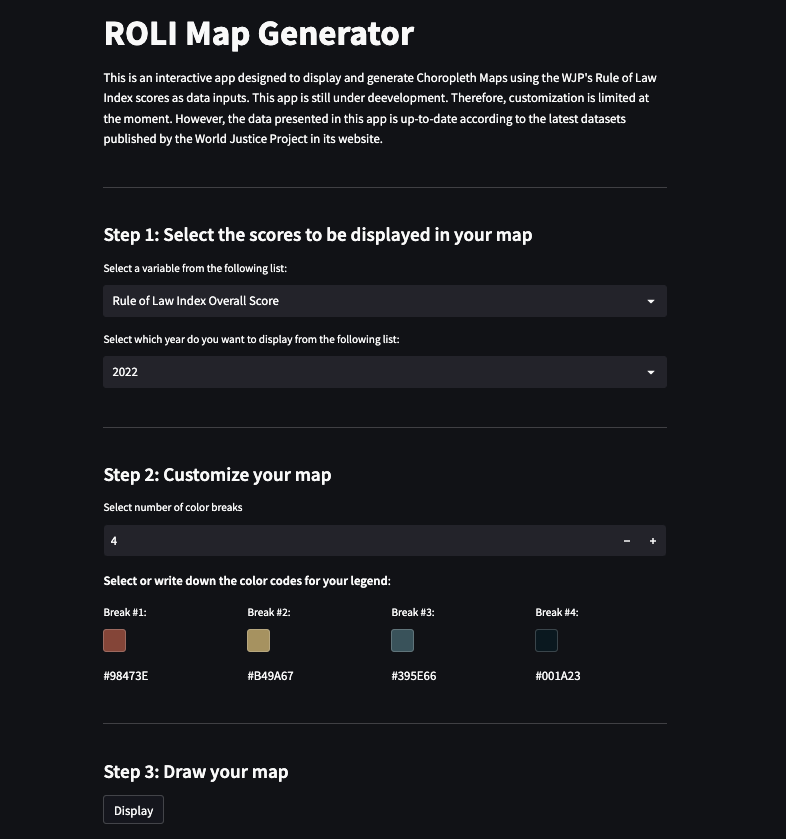 ROLI Map Generator
This is an interactive app designed to display and generate Choropleth Maps using the WJP's Rule of Law
Index scores as data inputs. This app is still under deevelopment. Therefore, customization is limited at
the moment. However, the data presented in this app is up-to-date according to the latest datasets
published by the World Justice Project in its website.
Step 1: Select the scores to be displayed in your map
Select a variable from the following list:
Rule of Law Index Overall Score
Select which year do you want to display from the following list:
2022
Step 2: Customize your map
Select number of color breaks
4 − +
Select or write down the color codes for your legend:
Break #1: Break #2: Break #3: Break #4:
#98473E #B49A67 #395E66 #001A23
Step 3: Draw your map
Display